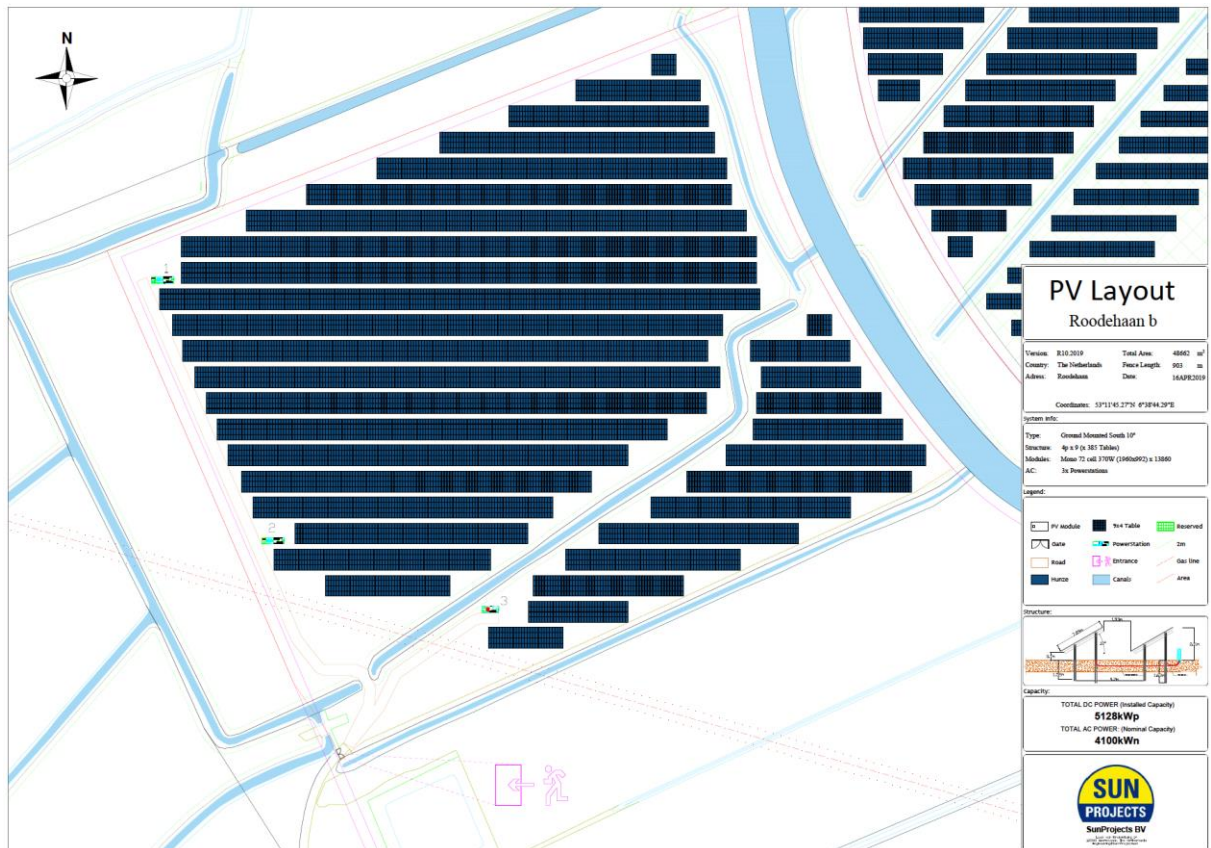 N
1
2
3
PV Layout
Roodehaan b
Version: R10.2019 Total Area: 48662 m²
Country: The Netherlands Fence Length: 903 m
Adress: Roodehaan Date: 16APR2019
Coordinates: 53°11'45.27"N 6°38'44.29"E
System Info:
Type: Ground Mounted South 10°
Structure: 4p x 9 (x 385 Tables)
Modules: Mono 72 cell 370W (1960x992) x 13860
AC: 3x Powerstations
Legend:
PV Module 9x4 Table Reserved
Gate PowerStation 2m
Road Entrance Gas line
Hunze Canals Area
Structure:
Capacity:
TOTAL DC POWER (Installed Capacity)
5128kWp
TOTAL AC POWER: (Nominal Capacity)
4100kWn
SUN
PROJECTS
SunProjects BV